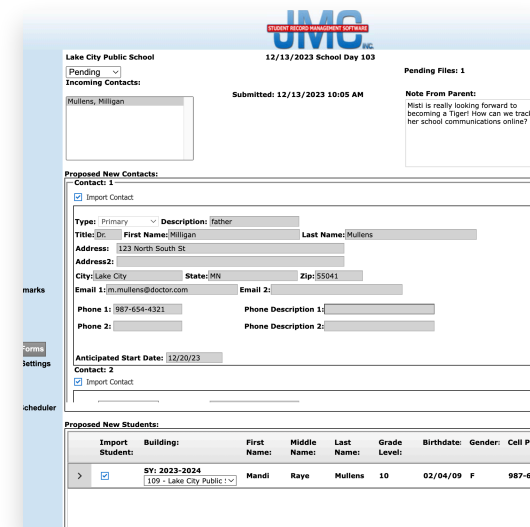 STUDENT RECORD MANAGEMENT SOFTWARE
JMC INC.
Lake City Public School 12/13/2023 School Day 103
Pending Pending Files: 1
Incoming Contacts:
Submitted: 12/13/2023 10:05 AM Note From Parent:
Mullens, Milligan
Misti is really looking forward to
becoming a Tiger! How can we track
her school communications online?
Proposed New Contacts:
Contact: 1
Import Contact
Type: Primary Description: father
Title: Dr. First Name: Milligan Last Name: Mullens
Address: 123 North South St
Address2:
City: Lake City State: MN Zip: 55041
Email 1: m.mullens@doctor.com Email 2:
marks
Phone 1: 987-654-4321 Phone Description 1:
Phone 2: Phone Description 2:
Forms
Anticipated Start Date: 12/20/23
Settings
Contact: 2
Import Contact
Scheduler
Proposed New Students:
Import Student: Building: First Name: Middle Name: Last Name: Grade Level: Birthdate: Gender: Cell P
SY: 2023-2024
109 - Lake City Public Mandi Raye Mullens 10 02/04/09 F 987-6